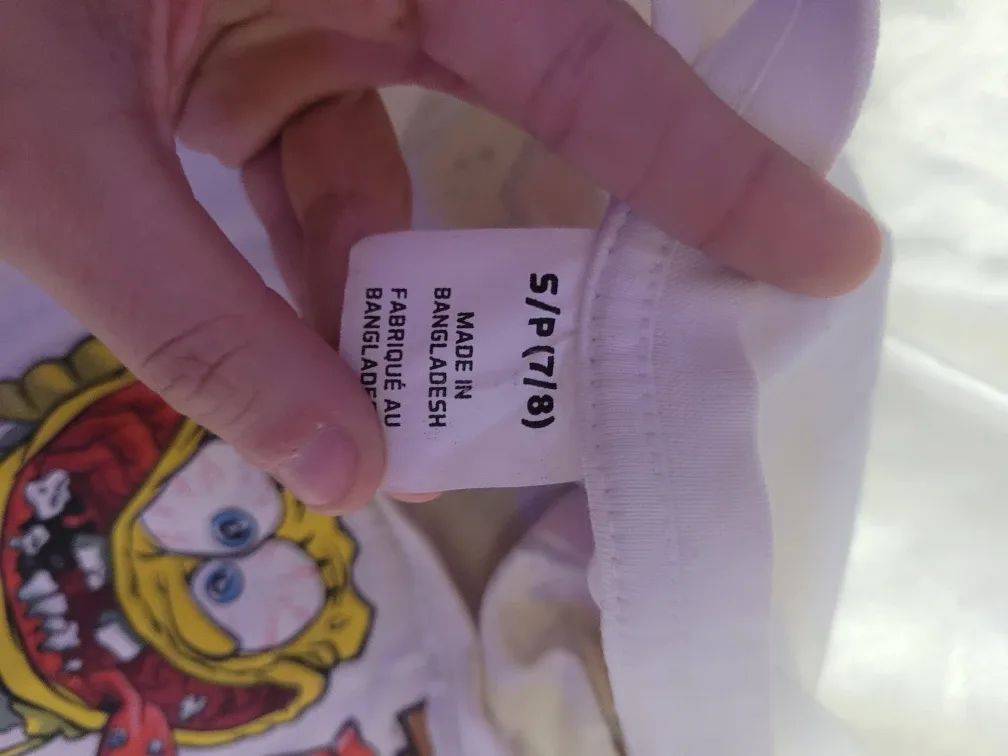 S/P (7/8)
MADE IN
BANGLADESH
FABRIQUÉ AU